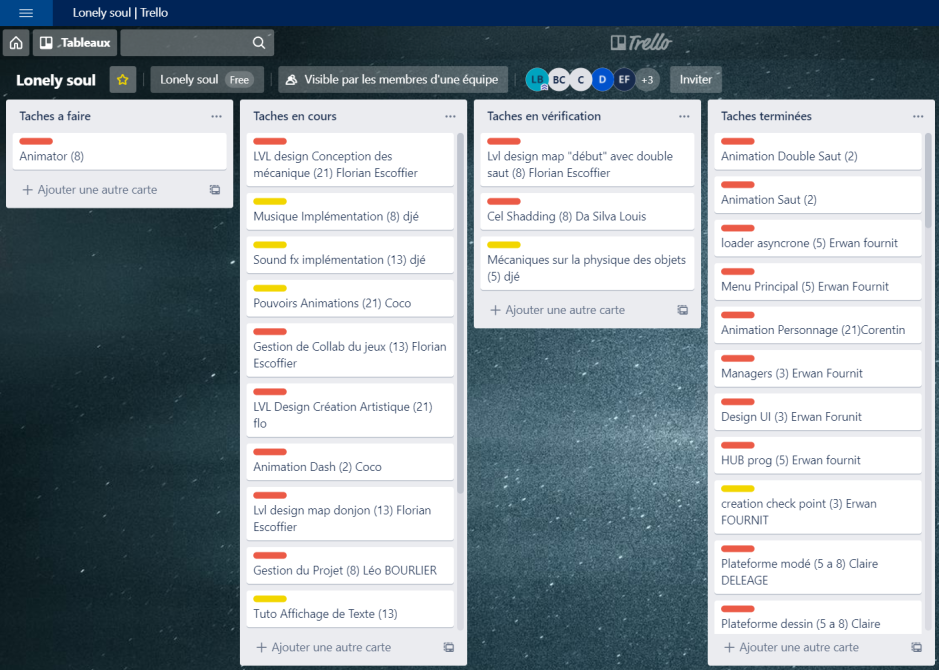 Lonely soul | Trello
Tableaux
Trello
Lonely soul
Lonely soul Free
Visible par les membres d'une équipe
LB BC C D EF +3
Inviter
Taches a faire
Animator (8)
+ Ajouter une autre carte
Taches en cours
LVL design Conception des
mécanique (21) Florian Escoffier
Musique Implémentation (8) djé
Sound fx implémentation (13) djé
Pouvoirs Animations (21) Coco
Gestion de Collab du jeux (13) Florian
Escoffier
LVL Design Création Artistique (21)
flo
Animation Dash (2) Coco
Lvl design map donjon (13) Florian
Escoffier
Gestion du Projet (8) Léo BOURLIER
Tuto Affichage de Texte (13)
+ Ajouter une autre carte
Taches en vérification
Lvl design map "début" avec double
saut (8) Florian Escoffier
Cel Shadding (8) Da Silva Louis
Mécaniques sur la physique des objets
(5) djé
+ Ajouter une autre carte
Taches terminées
Animation Double Saut (2)
Animation Saut (2)
loader asyncrone (5) Erwan fournit
Menu Principal (5) Erwan Fournit
Animation Personnage (21)Corentin
Managers (3) Erwan Fournit
Design UI (3) Erwan Forunit
HUB prog (5) Erwan fournit
creation check point (3) Erwan
FOURNIT
Plateforme modé (5 a 8) Claire
DELEAGE
Plateforme dessin (5 a 8) Claire
+ Ajouter une autre carte